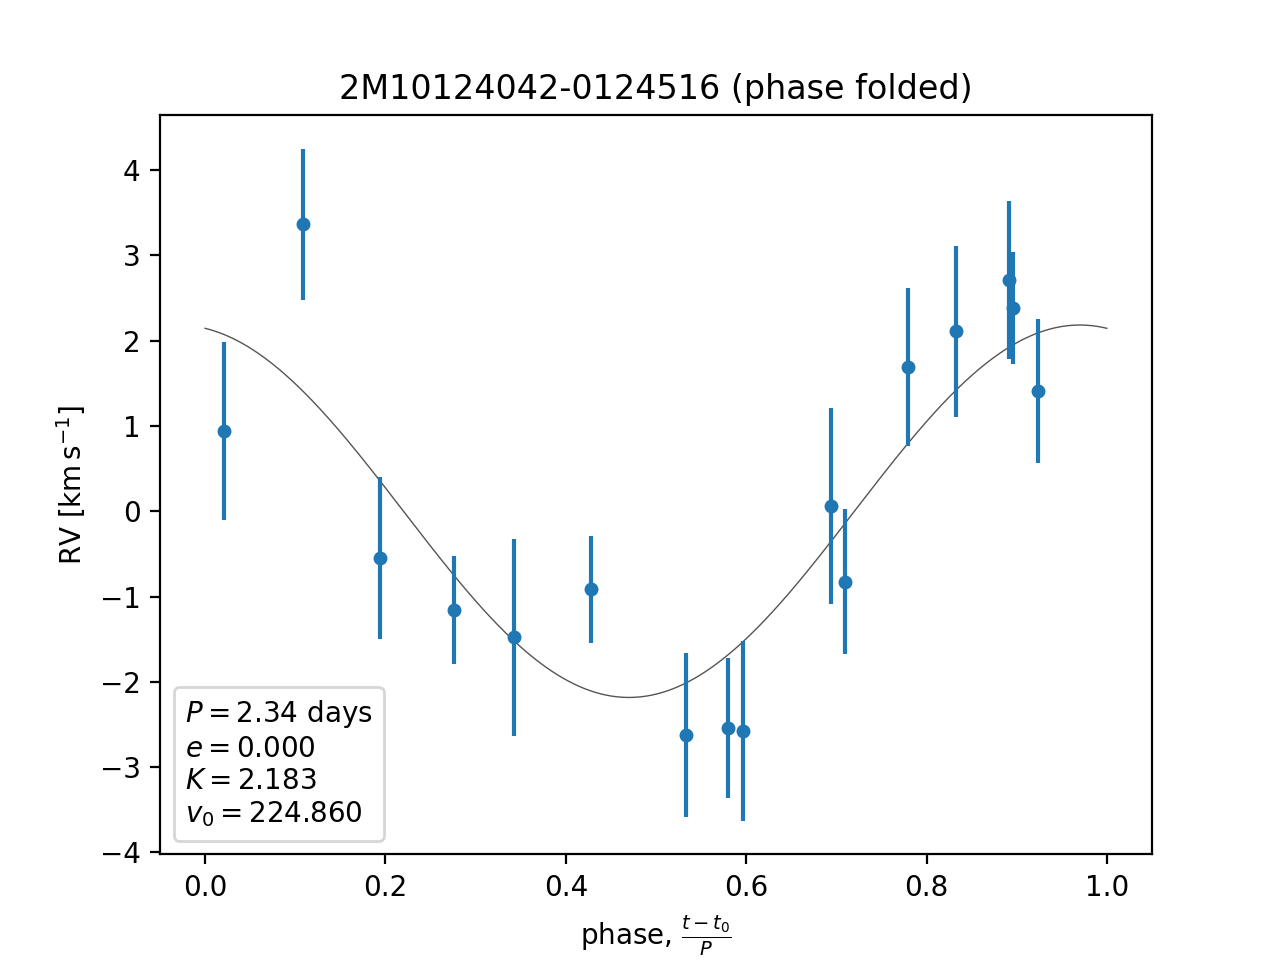 2M10124042-0124516 (phase folded)
RV [km s⁻¹]
4
3
2
1
0
−1
−2
−3
−4
P = 2.34 days
e = 0.000
K = 2.183
v₀ = 224.860
0.0 0.2 0.4 0.6 0.8 1.0
phase, (t − t₀)/P